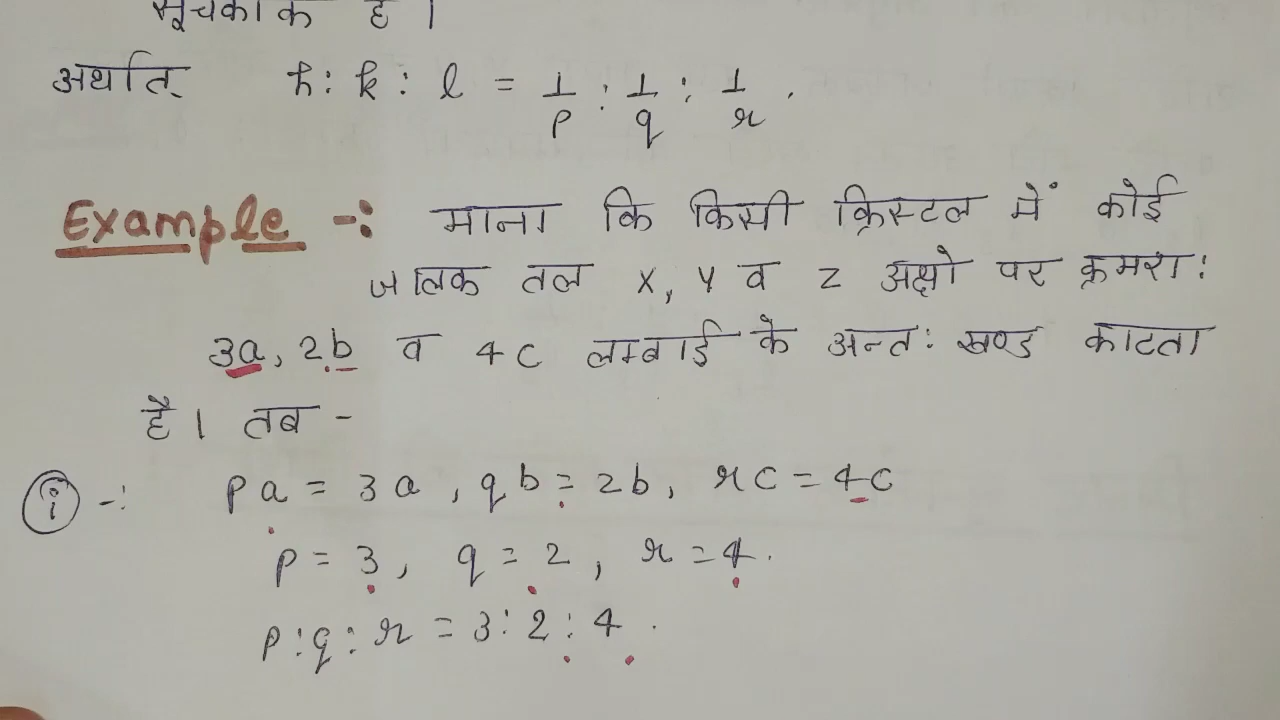 सूचकांक है ।
अर्थात् h : k : l = 1/p : 1/q : 1/r .
Example -: माना कि किसी क्रिस्टल में कोई
जालक तल x, y व z अक्षो पर क्रमश:
3a, 2b व 4c लम्बाई के अन्त: खण्ड काटता
है । तब -
(i) -: pa = 3a , qb = 2b, rc = 4c
p = 3 , q = 2 , r = 4 .
p : q : r = 3 : 2 : 4 .